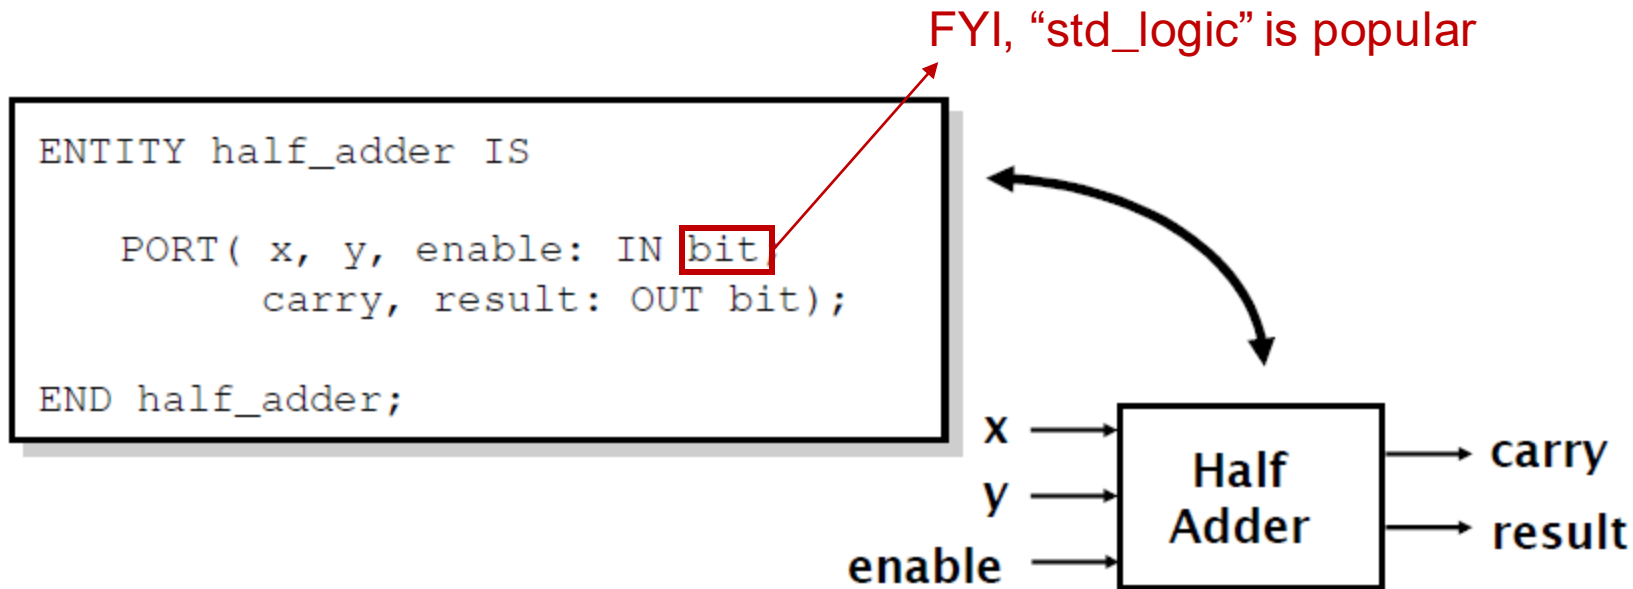 FYI, “std_logic” is popular
ENTITY half_adder IS
PORT( x, y, enable: IN bit;
carry, result: OUT bit);
END half_adder;
x
y
enable
Half
Adder
carry
result